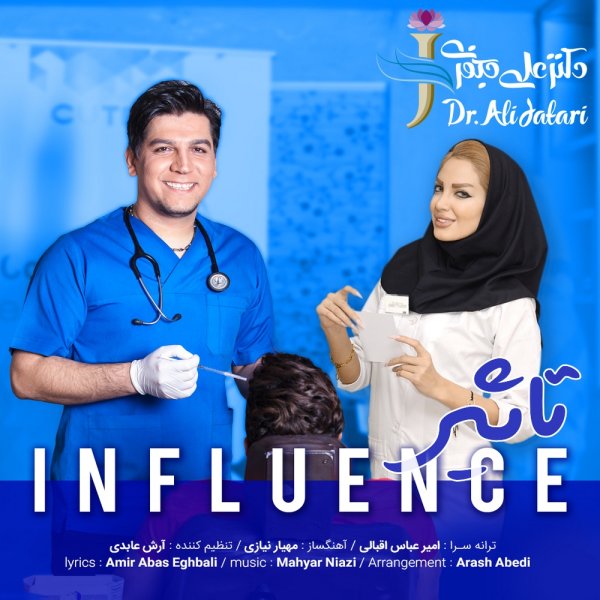 دکتر علی جعفری
Dr. Ali Jafari
تاثیر
INFLUENCE
ترانه سرا : امیر عباس اقبالی / آهنگساز : مهیار نیازی / تنظیم کننده : آرش عابدی
lyrics : Amir Abas Eghbali / music : Mahyar Niazi / Arrangement : Arash Abedi